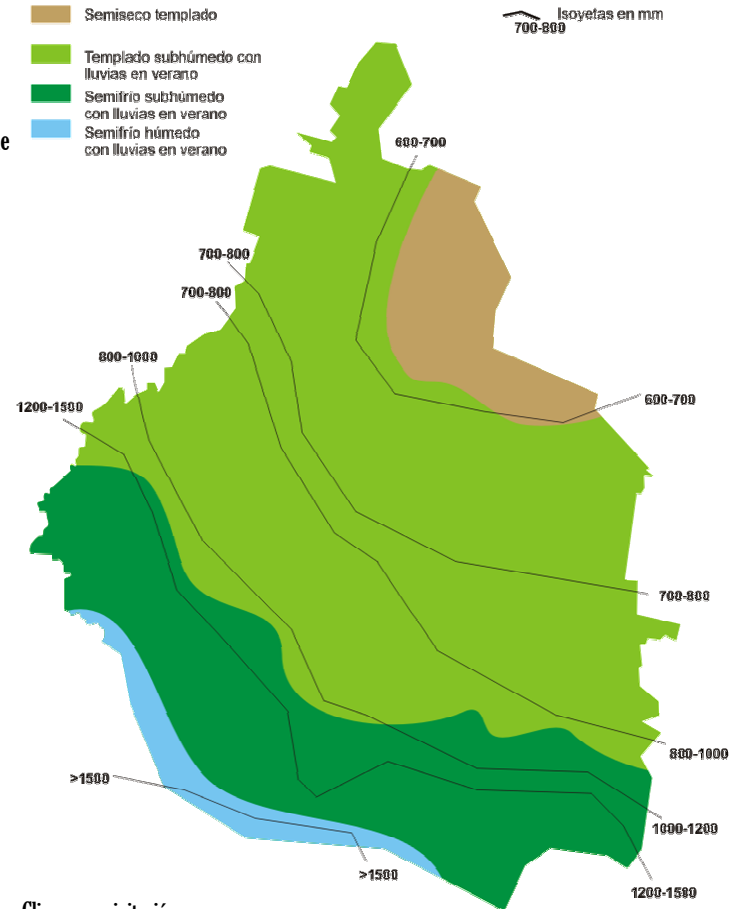 Semiseco templado
Isoyetas en mm
700-800
Templado subhúmedo con
lluvias en verano
Semifrío subhúmedo
con lluvias en verano
Semifrío húmedo
con lluvias en verano
e
600-700
700-800
700-800
800-1000
1200-1500
600-700
700-800
800-1000
>1500
1000-1200
>1500
1200-1500